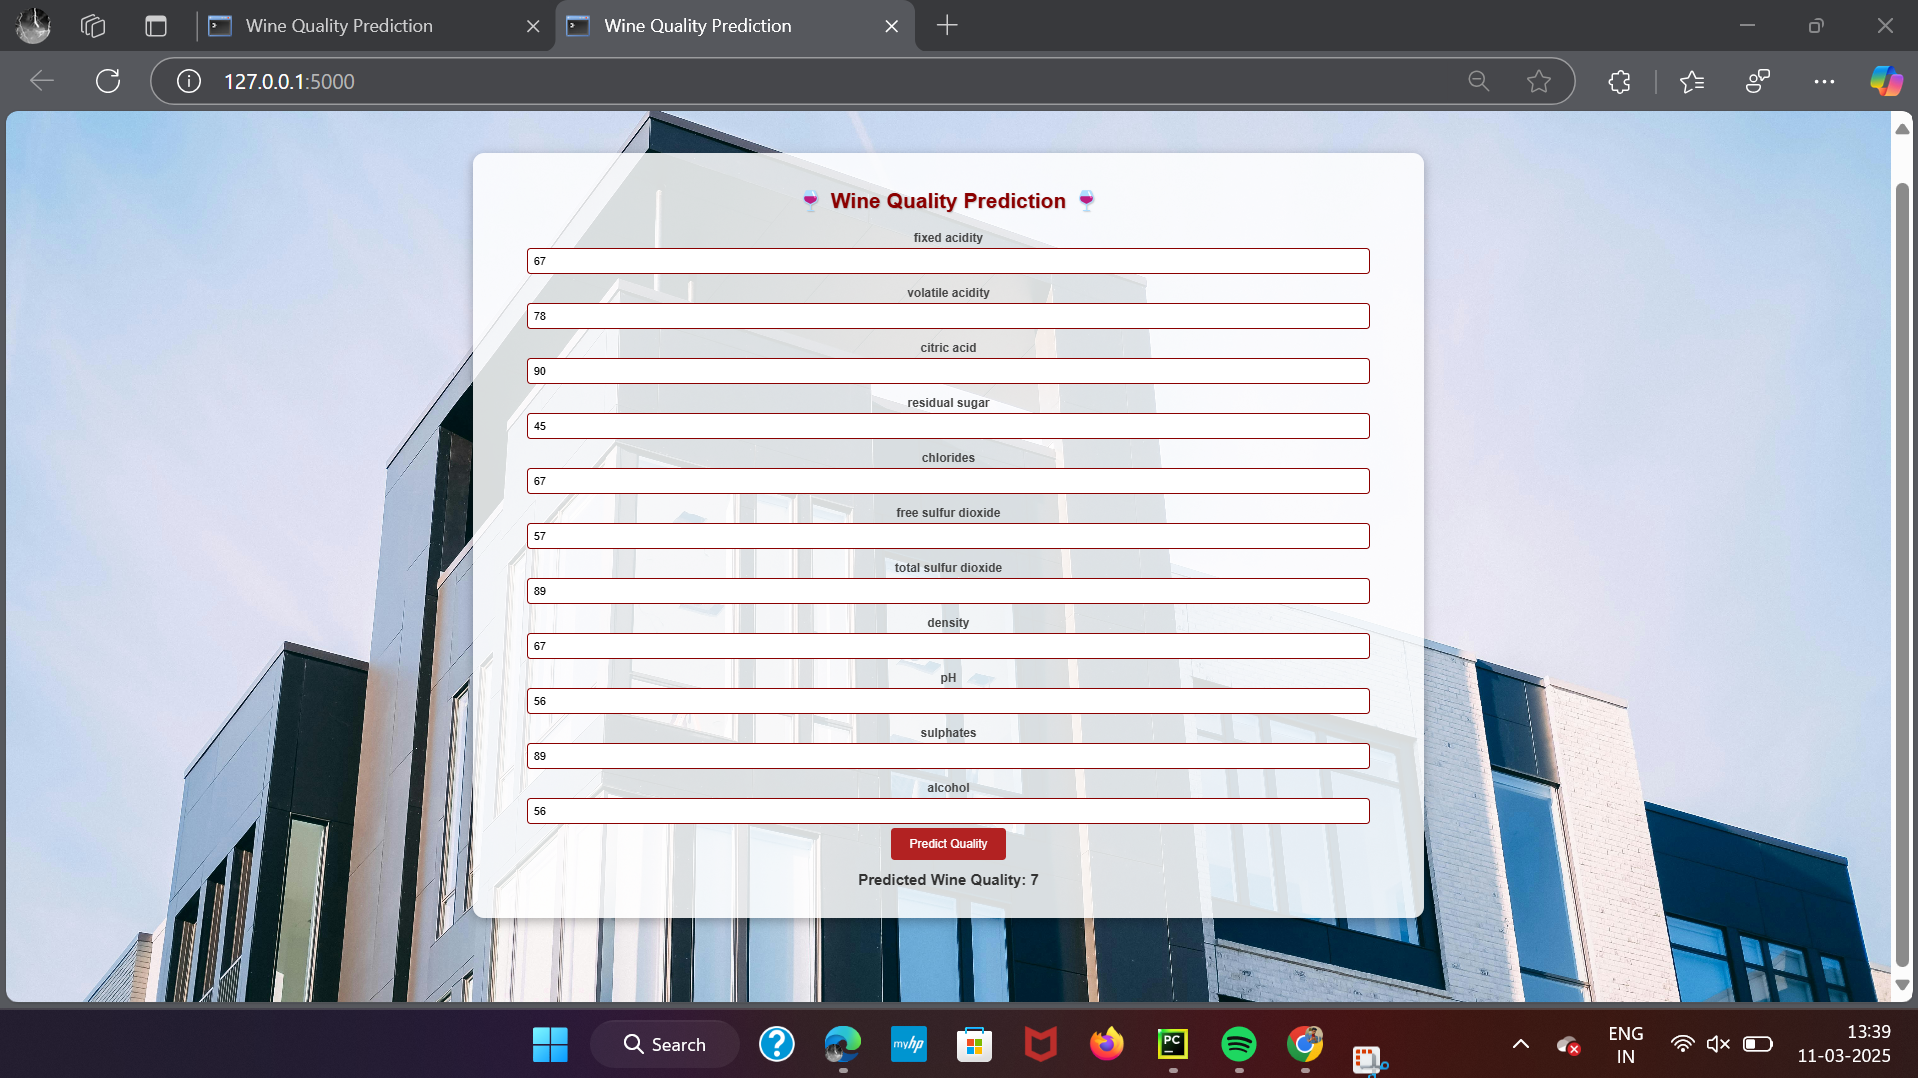 Wine Quality Prediction
Wine Quality Prediction
127.0.0.1:5000
Wine Quality Prediction
fixed acidity
67
volatile acidity
78
citric acid
90
residual sugar
45
chlorides
67
free sulfur dioxide
57
total sulfur dioxide
89
density
67
pH
56
sulphates
89
alcohol
56
Predict Quality
Predicted Wine Quality: 7
Search
myhp
PC
ENG
IN
13:39
11-03-2025